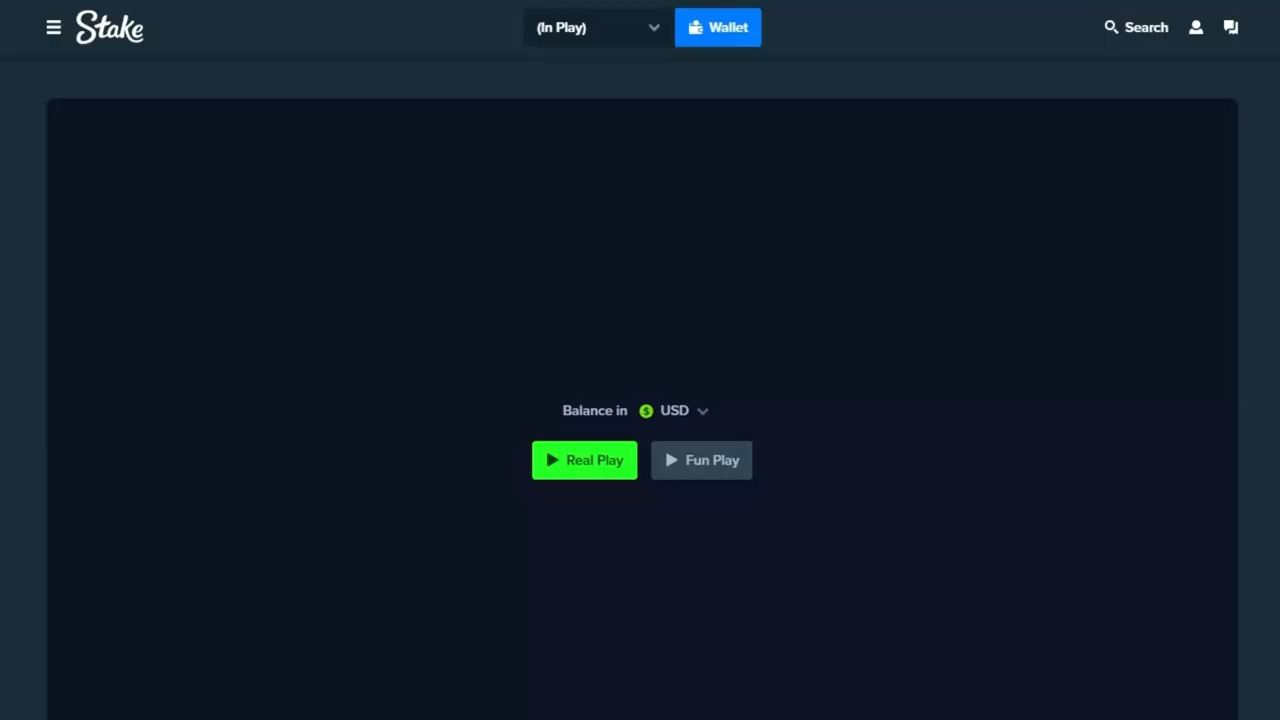 Stake
(In Play)
Wallet
Search
Balance in $ USD
Real Play
Fun Play